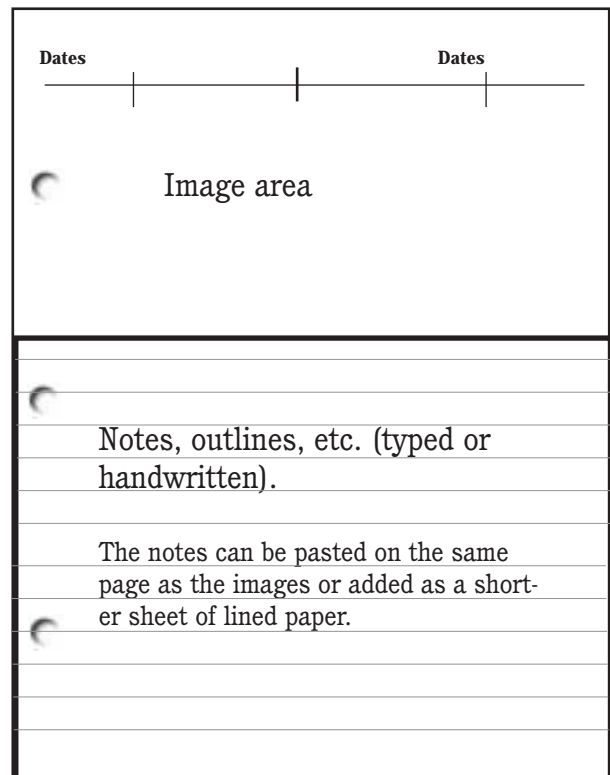 Dates Dates
Image area
Notes, outlines, etc. (typed or
handwritten).
The notes can be pasted on the same
page as the images or added as a short-
er sheet of lined paper.